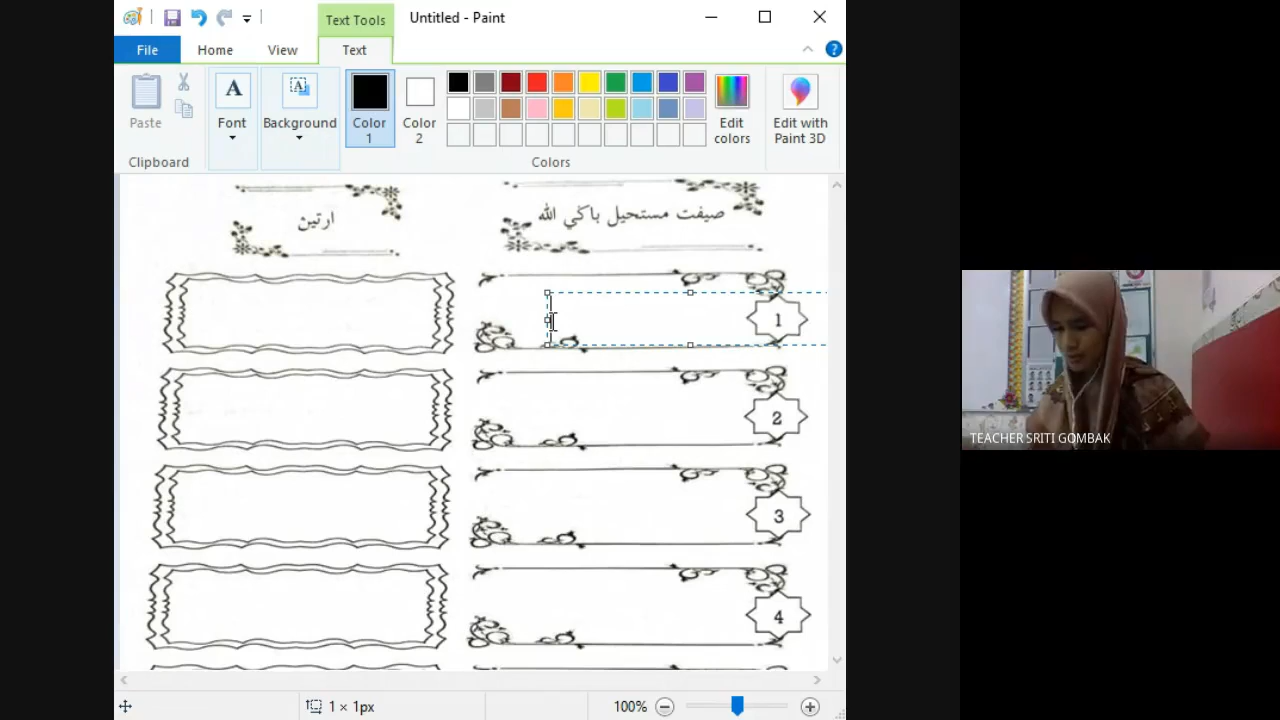 Text Tools
Untitled - Paint
File
Home
View
Text
Paste
Font
Background
Color 1
Color 2
Edit colors
Edit with Paint 3D
Clipboard
Colors
صيفت مستحيل باݢي الله
ارتين
1
2
3
4
TEACHER SRITI GOMBAK
1 × 1px
100%